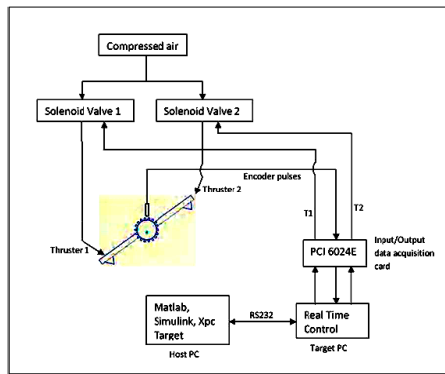 Compressed air
Solenoid Valve 1
Solenoid Valve 2
Encoder pulses
Thruster 2
T1
T2
Thruster 1
PCI 6024E
Input/Output
data acquisition
card
Matlab,
Simulink, Xpc
Target
RS232
Real Time
Control
Host PC
Target PC